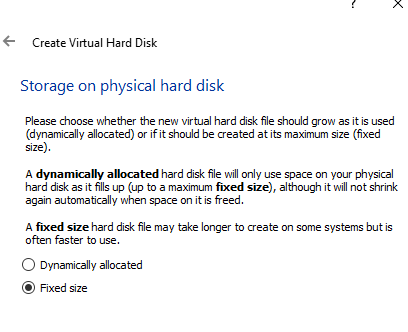 ?
Create Virtual Hard Disk
Storage on physical hard disk
Please choose whether the new virtual hard disk file should grow as it is used
(dynamically allocated) or if it should be created at its maximum size (fixed
size).
A dynamically allocated hard disk file will only use space on your physical
hard disk as it fills up (up to a maximum fixed size), although it will not shrink
again automatically when space on it is freed.
A fixed size hard disk file may take longer to create on some systems but is
often faster to use.
Dynamically allocated
Fixed size